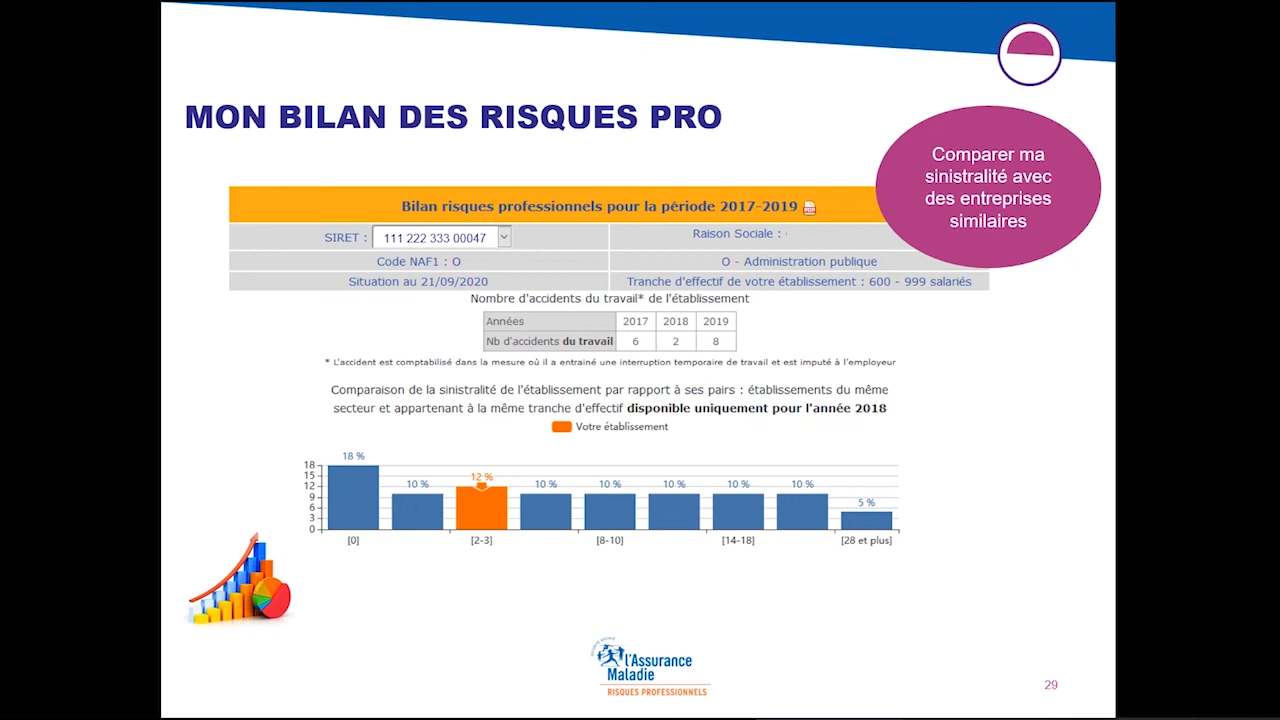 MON BILAN DES RISQUES PRO
Comparer ma
sinistralité avec
des entreprises
similaires
Bilan risques professionnels pour la période 2017-2019
SIRET : 111 222 333 00047
Raison Sociale :
Code NAF1 : O
O - Administration publique
Situation au 21/09/2020
Tranche d'effectif de votre établissement : 600 - 999 salariés
Nombre d'accidents du travail* de l'établissement
Années 2017 2018 2019
Nb d'accidents du travail 6 2 8
* L'accident est comptabilisé dans la mesure où il a entrainé une interruption temporaire de travail et est imputé à l'employeur
Comparaison de la sinistralité de l'établissement par rapport à ses pairs : établissements du même
secteur et appartenant à la même tranche d'effectif disponible uniquement pour l'année 2018
Votre établissement
18 % 10 % 12 % 10 % 10 % 10 % 10 % 10 % 5 %
18
15
12
9
6
3
0
[0] [2-3] [8-10] [14-18] [28 et plus]
l'Assurance
Maladie
RISQUES PROFESSIONNELS
29